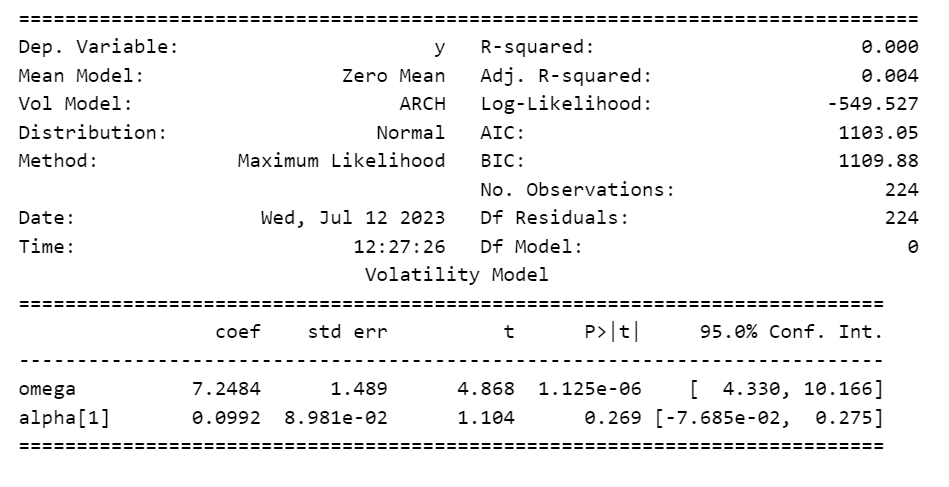 ==============================================================================
Dep. Variable:                      y   R-squared:                       0.000
Mean Model:                 Zero Mean   Adj. R-squared:                  0.004
Vol Model:                       ARCH   Log-Likelihood:               -549.527
Distribution:                  Normal   AIC:                           1103.05
Method:            Maximum Likelihood   BIC:                           1109.88
                                        No. Observations:                  224
Date:                Wed, Jul 12 2023   Df Residuals:                      224
Time:                        12:27:26   Df Model:                            0
                              Volatility Model
===========================================================================
                 coef    std err          t      P>|t|     95.0% Conf. Int.
---------------------------------------------------------------------------
omega          7.2484      1.489      4.868  1.125e-06    [  4.330, 10.166]
alpha[1]       0.0992  8.981e-02      1.104      0.269 [-7.685e-02,  0.275]
===========================================================================